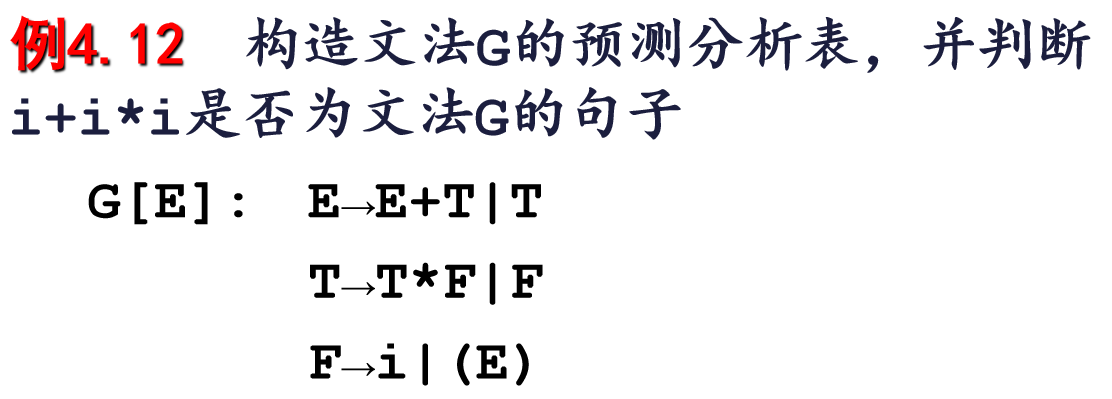 例4.12 构造文法G的预测分析表，并判断
i+i*i是否为文法G的句子
G[E]: E→E+T|T
T→T*F|F
F→i|(E)